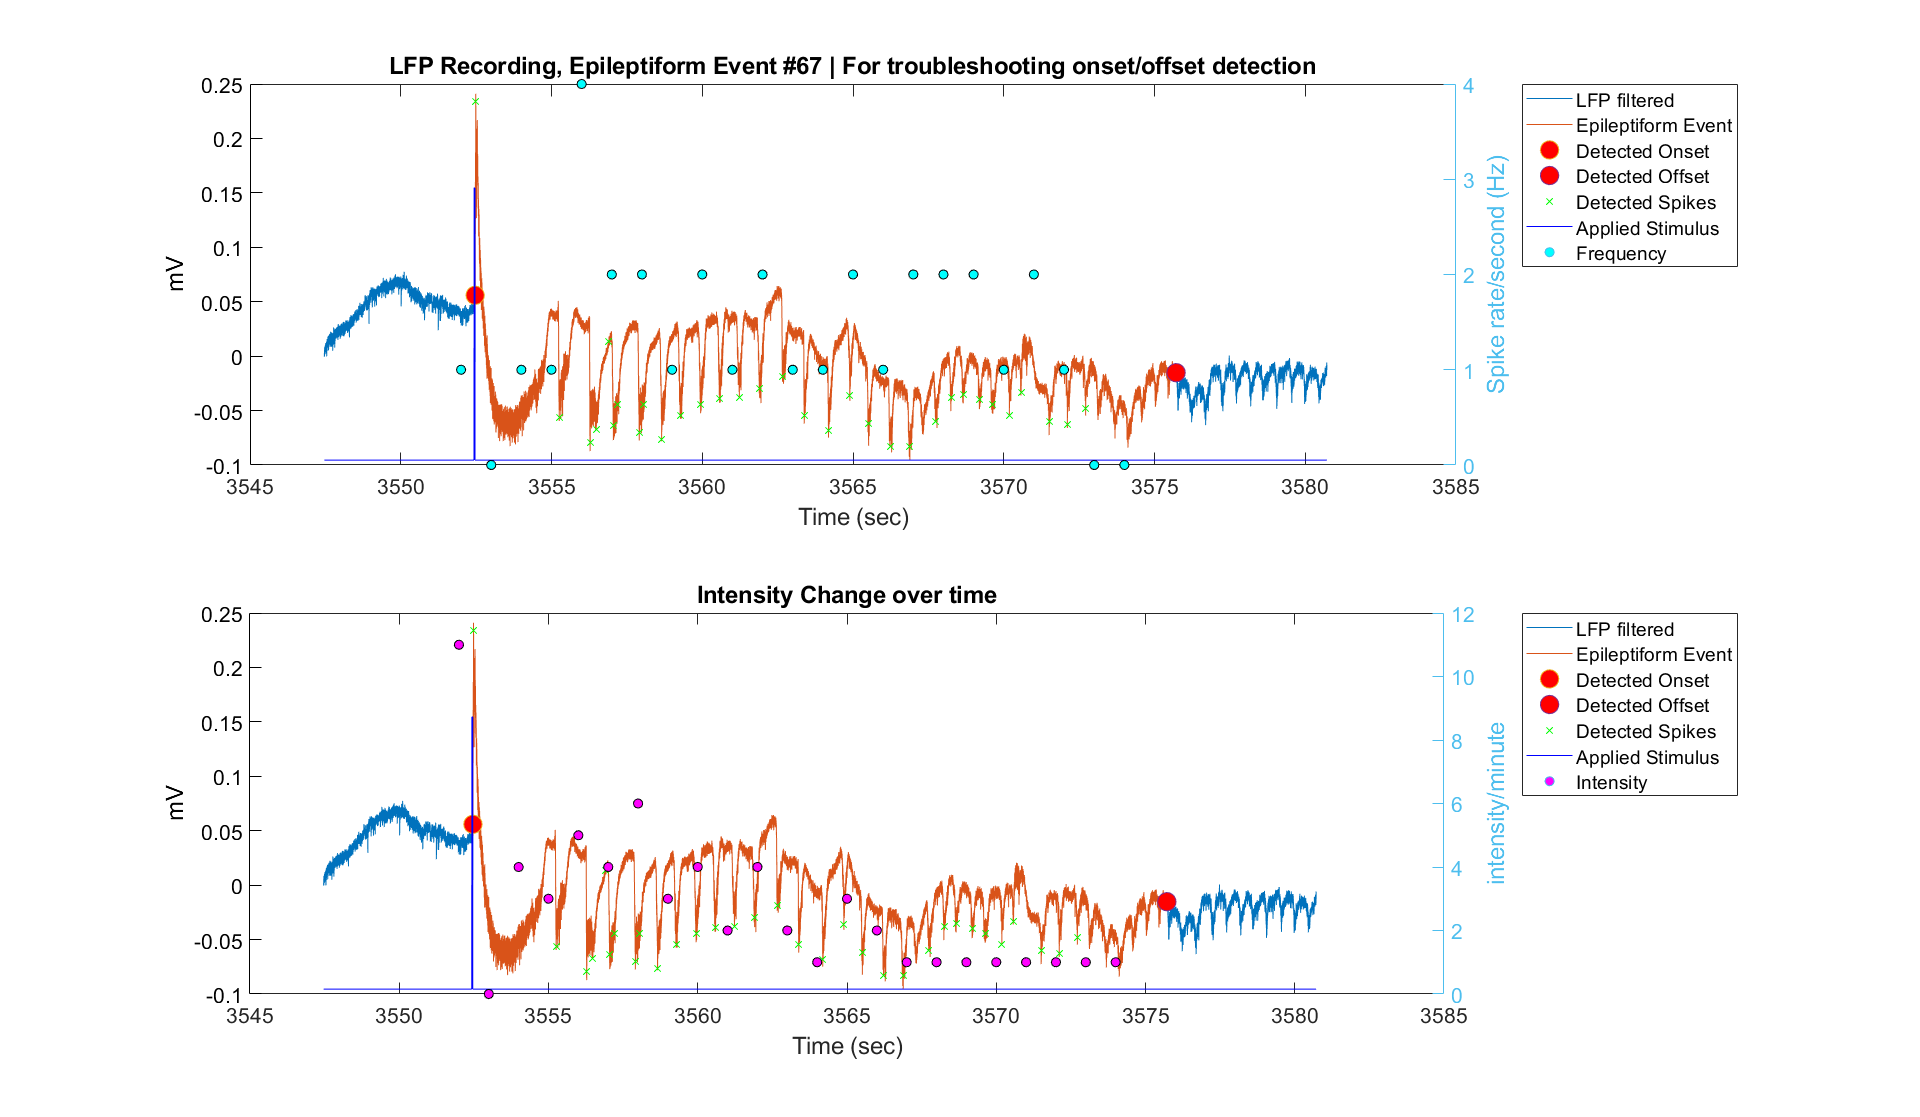 LFP Recording, Epileptiform Event #67 | For troubleshooting onset/offset detection
0.25
0.2
0.15
0.1
0.05
0
-0.05
-0.1
mV
3545 3550 3555 3560 3565 3570 3575 3580 3585
Time (sec)
4
3
2
1
0
Spike rate/second (Hz)
LFP filtered
Epileptiform Event
Detected Onset
Detected Offset
Detected Spikes
Applied Stimulus
Frequency
Intensity Change over time
0.25
0.2
0.15
0.1
0.05
0
-0.05
-0.1
mV
3545 3550 3555 3560 3565 3570 3575 3580 3585
Time (sec)
12
10
8
6
4
2
0
intensity/minute
LFP filtered
Epileptiform Event
Detected Onset
Detected Offset
Detected Spikes
Applied Stimulus
Intensity